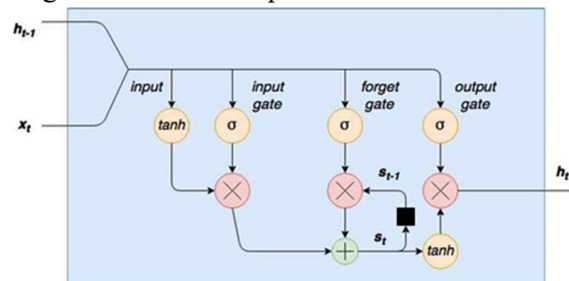 h_t-1
input
input gate
forget gate
output gate
x_t
tanh
σ
σ
σ
s_t-1
h_t
s_t
tanh